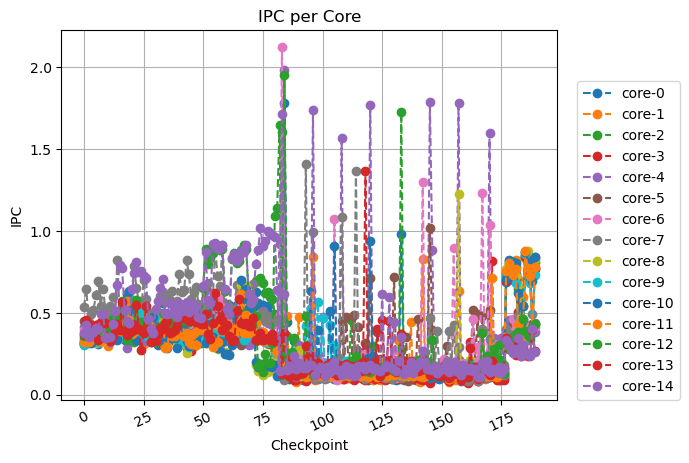 IPC per Core
IPC
2.0
1.5
1.0
0.5
0.0
0
25
50
75
100
125
150
175
Checkpoint
core-0
core-1
core-2
core-3
core-4
core-5
core-6
core-7
core-8
core-9
core-10
core-11
core-12
core-13
core-14